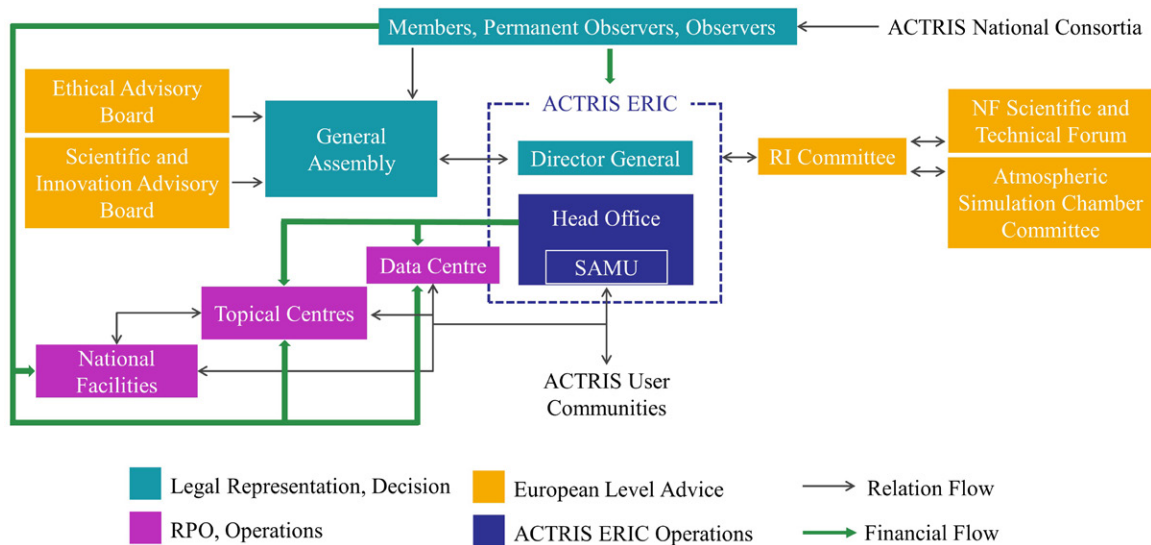 Members, Permanent Observers, Observers
ACTRIS National Consortia
Ethical Advisory
Board
Scientific and
Innovation Advisory
Board
General
Assembly
ACTRIS ERIC
Director General
Head Office
SAMU
RI Committee
NF Scientific and
Technical Forum
Atmospheric
Simulation Chamber
Committee
Data Centre
Topical Centres
National
Facilities
ACTRIS User
Communities
Legal Representation, Decision
European Level Advice
Relation Flow
RPO, Operations
ACTRIS ERIC Operations
Financial Flow